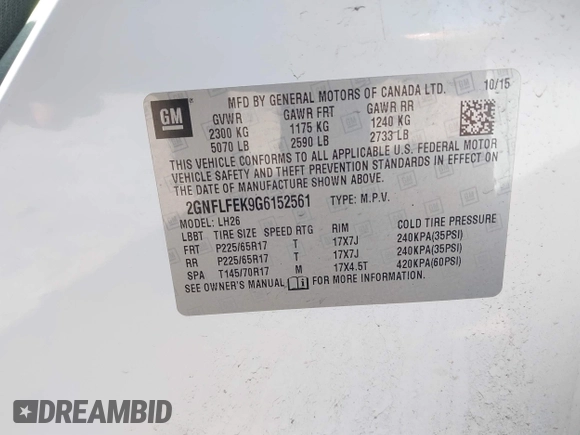 GM
MFD BY GENERAL MOTORS OF CANADA LTD. 10/15
GVWR GAWR FRT GAWR RR
2300 KG 1175 KG 1240 KG
5070 LB 2590 LB 2733 LB
THIS VEHICLE CONFORMS TO ALL APPLICABLE U.S. FEDERAL MOTOR
VEHICLE SAFETY AND THEFT PREVENTION STANDARDS IN EFFECT ON
THE DATE OF MANUFACTURE SHOWN ABOVE.
2GNFLFEK9G6152561 TYPE: M.P.V.
MODEL: LH26
LBBT TIRE SIZE SPEED RTG RIM COLD TIRE PRESSURE
FRT P225/65R17 T 17X7J 240KPA(35PSI)
RR P225/65R17 T 17X7J 240KPA(35PSI)
SPA T145/70R17 M 17X4.5T 420KPA(60PSI)
SEE OWNER'S MANUAL FOR MORE INFORMATION
DREAMBID